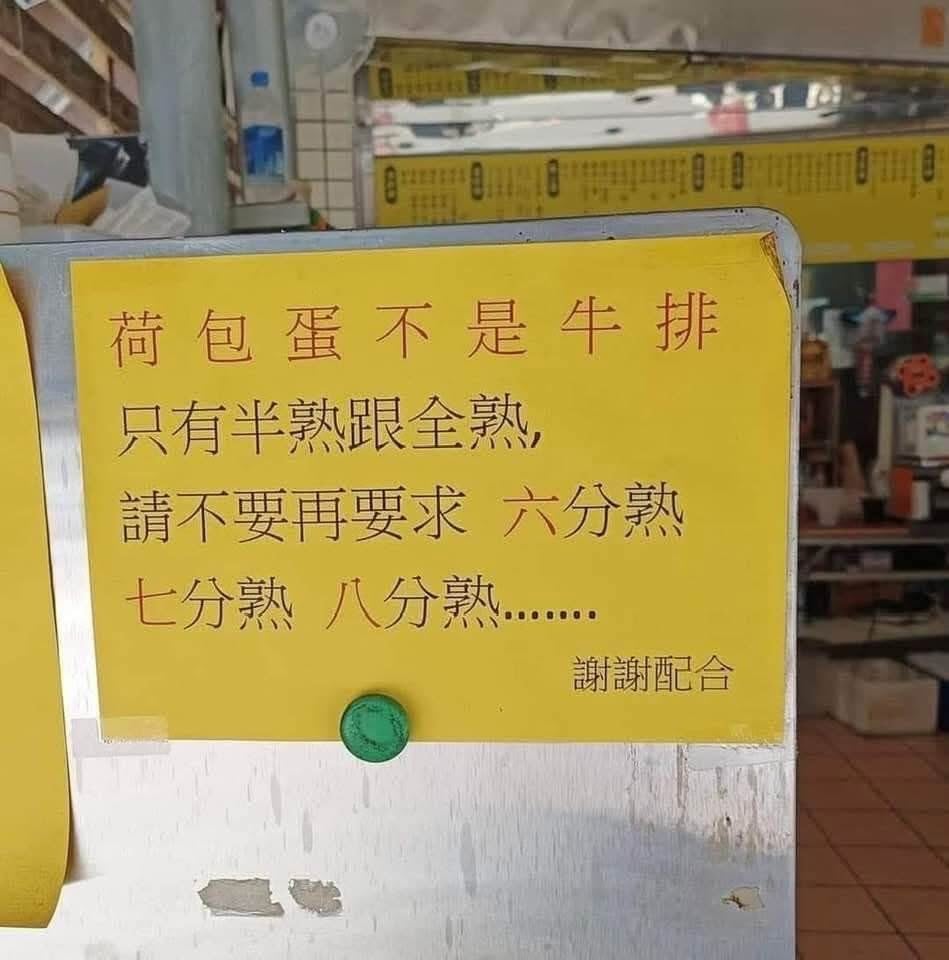 荷包蛋不是牛排
只有半熟跟全熟,
請不要再要求 六分熟
七分熟 八分熟.......
謝謝配合